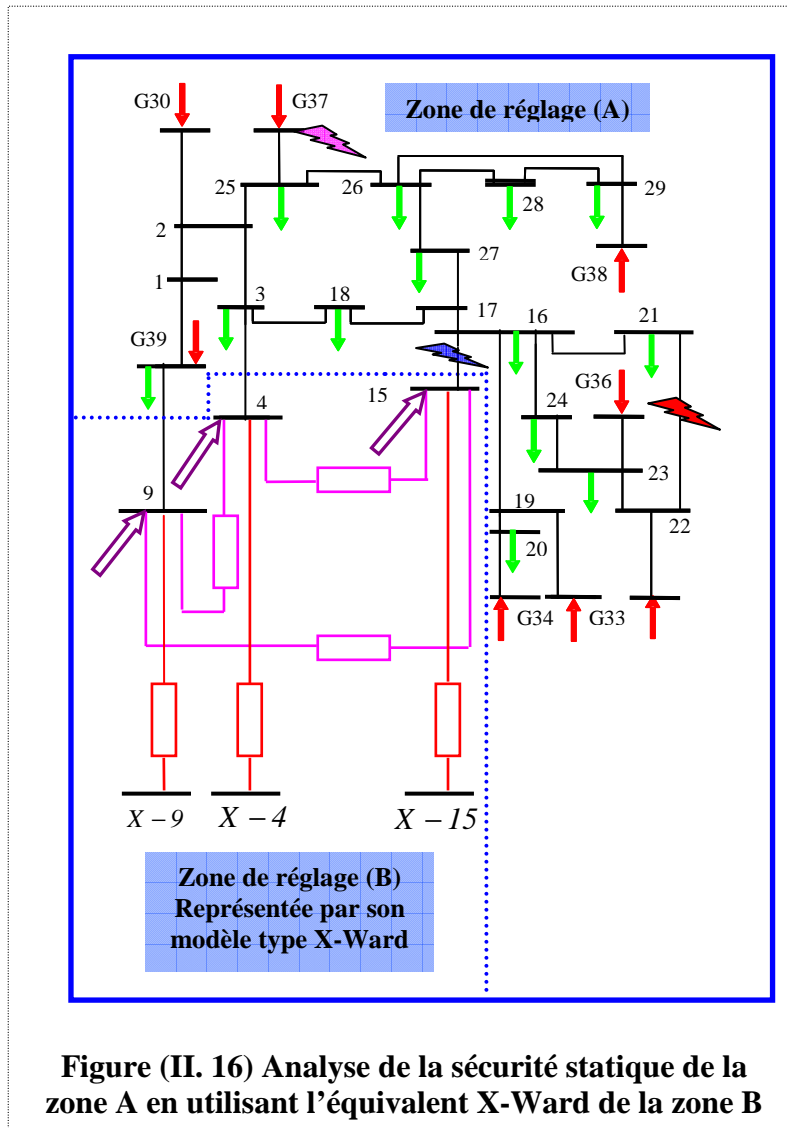 G30
G37
Zone de réglage (A)
25
26
28
29
2
27
G38
1
3
18
17
16
21
G39
G36
15
4
24
9
23
19
22
20
G34
G33
X – 9
X – 4
X – 15
Zone de réglage (B)
Représentée par son
modèle type X-Ward
Figure (II. 16) Analyse de la sécurité statique de la
zone A en utilisant l’équivalent X-Ward de la zone B